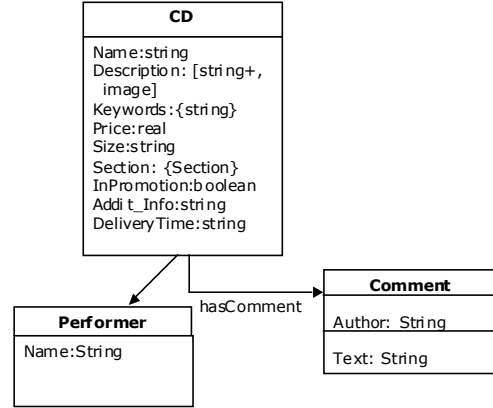 CD
Name:string
Description: [string+,
image]
Keywords:{string}
Price:real
Size:string
Section: {Section}
InPromotion:boolean
Addit_Info:string
DeliveryTime:string
hasComment
Performer
Name:String
Comment
Author: String
Text: String